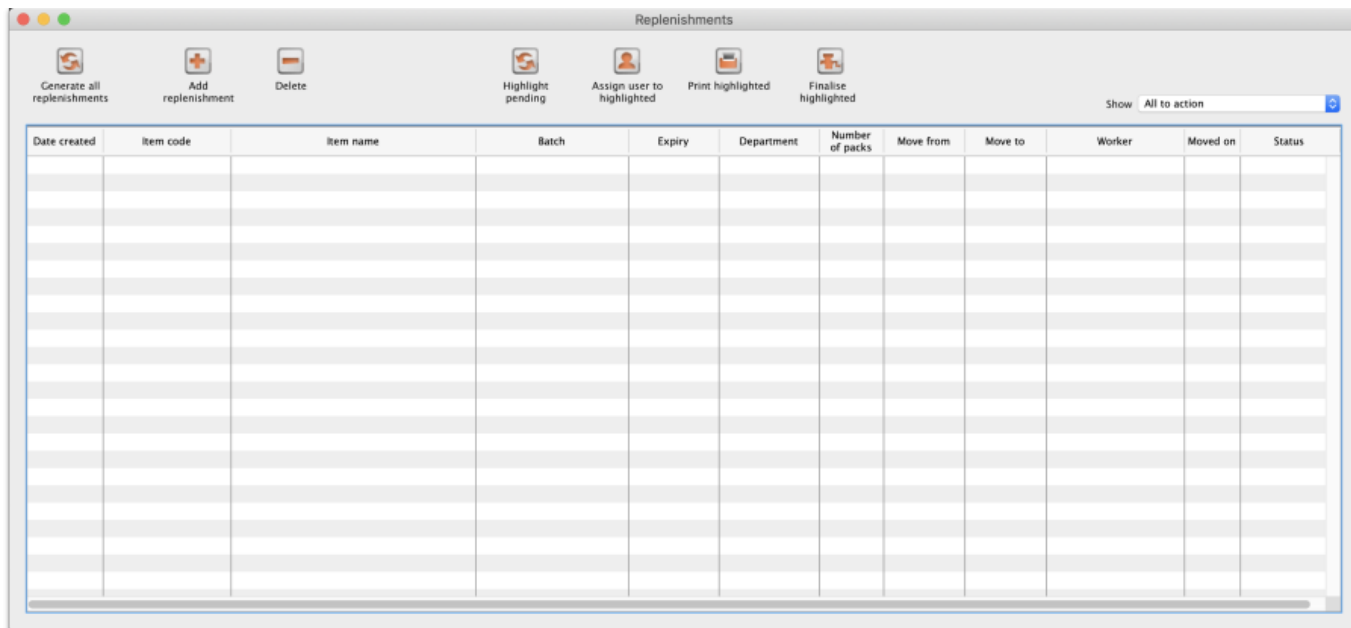 Replenishments
Generate all
replenishments
Add
replenishment
Delete
Highlight
pending
Assign user to
highlighted
Print highlighted
Finalise
highlighted
Show All to action
Date created Item code Item name Batch Expiry Department Number of packs Move from Move to Worker Moved on Status